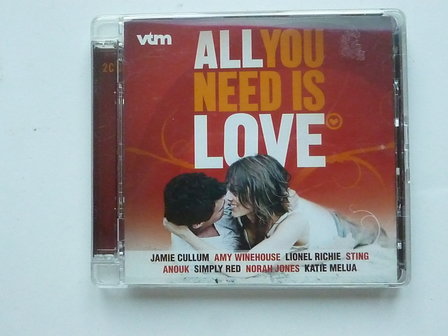 vtm
2C
ALL YOU
NEED IS
LOVE
JAMIE CULLUM AMY WINEHOUSE LIONEL RICHIE STING
ANOUK SIMPLY RED NORAH JONES KATIE MELUA